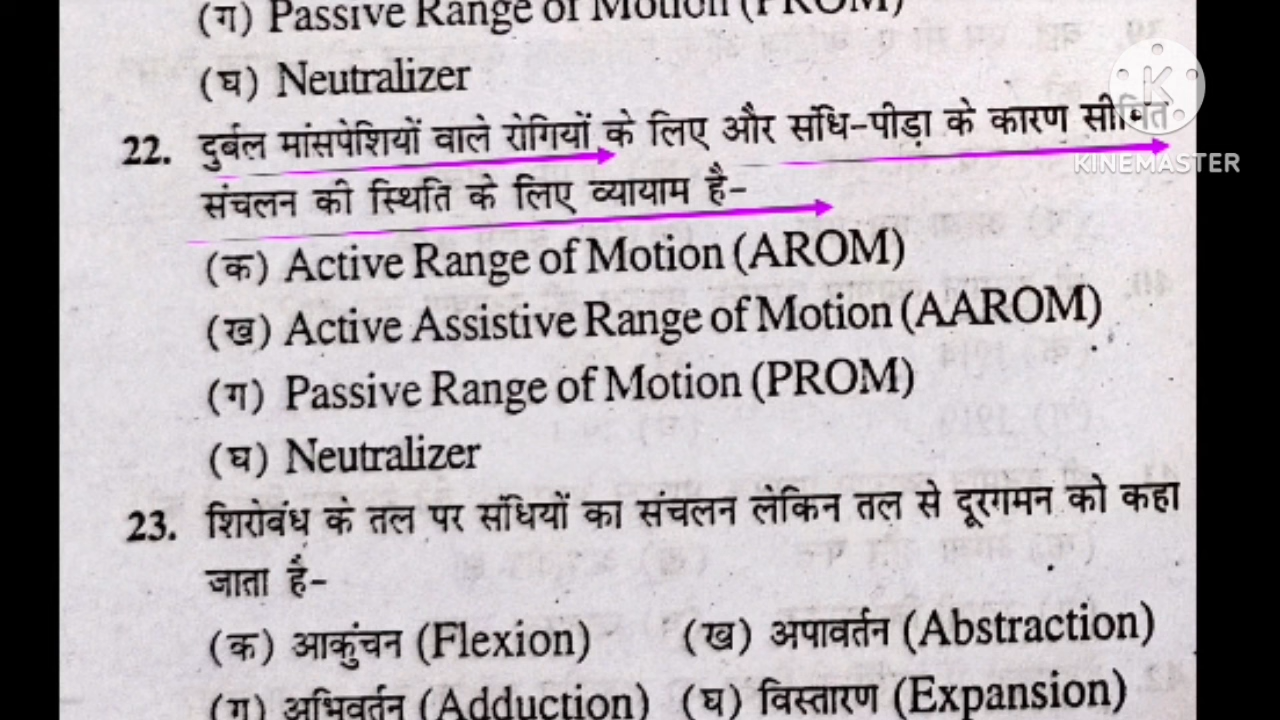 (ग) Passive Range of Motion (PROM)
(घ) Neutralizer
22. दुर्बल मांसपेशियों वाले रोगियों के लिए और संधि-पीड़ा के कारण सीमित
K
KINEMASTER
संचलन की स्थिति के लिए व्यायाम है-
(क) Active Range of Motion (AROM)
(ख) Active Assistive Range of Motion (AAROM)
(ग) Passive Range of Motion (PROM)
(घ) Neutralizer
23. शिरोबंध के तल पर संधियों का संचलन लेकिन तल से दूरगमन को कहा
जाता है-
(क) आकुंचन (Flexion) (ख) अपावर्तन (Abstraction)
(ग) अभिवर्तन (Adduction) (घ) विस्तारण (Expansion)